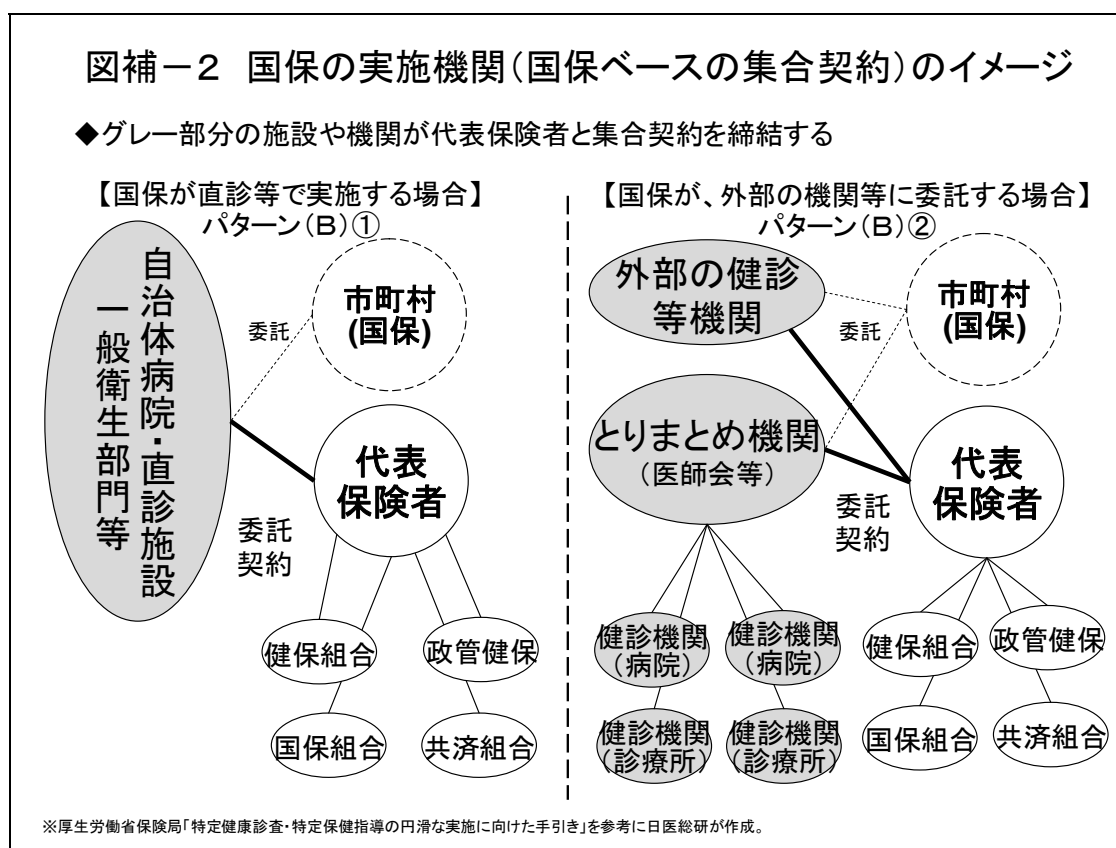 図補－2 国保の実施機関（国保ベースの集合契約）のイメージ
◆グレー部分の施設や機関が代表保険者と集合契約を締結する
【国保が直診等で実施する場合】
パターン（B）①
自治体病院・直診施設
一般衛生部門等
市町村
(国保)
委託
代表
保険者
委託
契約
健保組合
政管健保
国保組合
共済組合
【国保が、外部の機関等に委託する場合】
パターン（B）②
外部の健診
等機関
市町村
(国保)
委託
とりまとめ機関
（医師会等）
代表
保険者
委託
契約
健診機関
（病院）
健診機関
（病院）
健保組合
政管健保
健診機関
（診療所）
健診機関
（診療所）
国保組合
共済組合
※厚生労働省保険局「特定健康診査・特定保健指導の円滑な実施に向けた手引き」を参考に日医総研が作成。